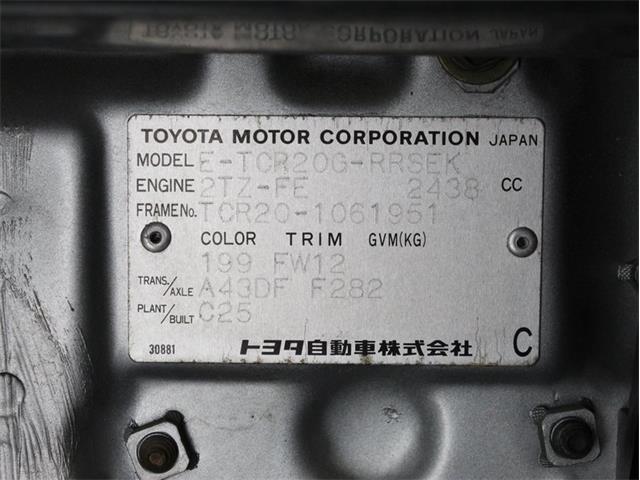 TOYOTA MOTOR CORPORATION JAPAN
MODEL E-TCR20G-RRSEK
ENGINE 2TZ-FE 2438 CC
FRAME No. TCR20-1061951
COLOR TRIM GVM(KG)
199 FW12
TRANS./AXLE A43DF F282
PLANT/BUILT C25
30881 トヨタ自動車株式会社 C